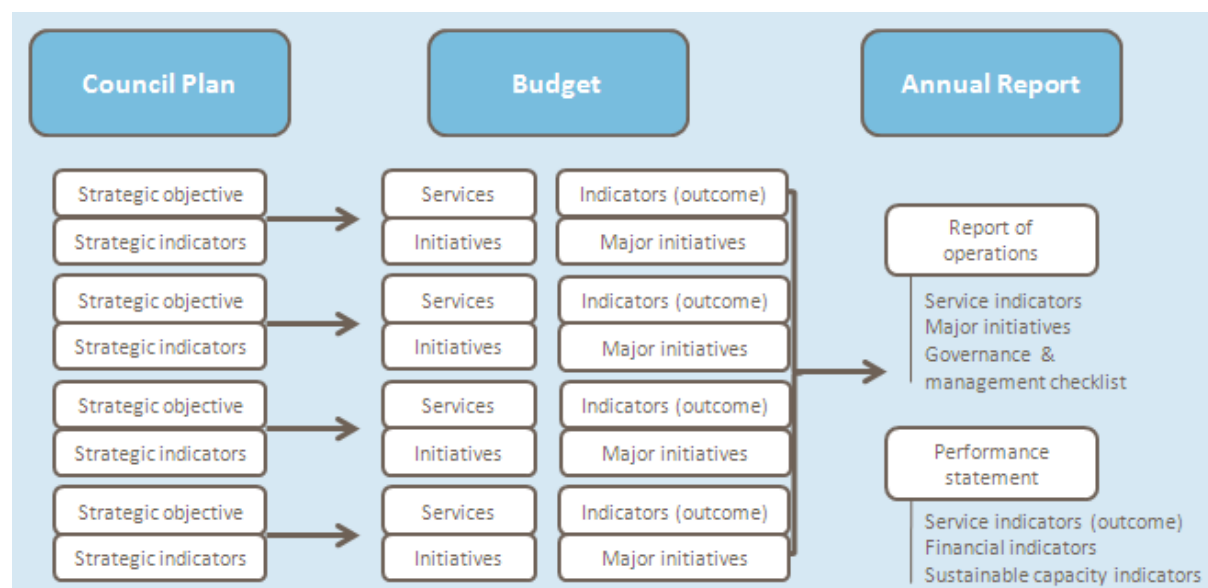 Council Plan
Budget
Annual Report
Strategic objective
Strategic indicators
Services
Initiatives
Indicators (outcome)
Major initiatives
Strategic objective
Strategic indicators
Services
Initiatives
Indicators (outcome)
Major initiatives
Strategic objective
Strategic indicators
Services
Initiatives
Indicators (outcome)
Major initiatives
Strategic objective
Strategic indicators
Services
Initiatives
Indicators (outcome)
Major initiatives
Report of
operations
Service indicators
Major initiatives
Governance &
management checklist
Performance
statement
Service indicators (outcome)
Financial indicators
Sustainable capacity indicators